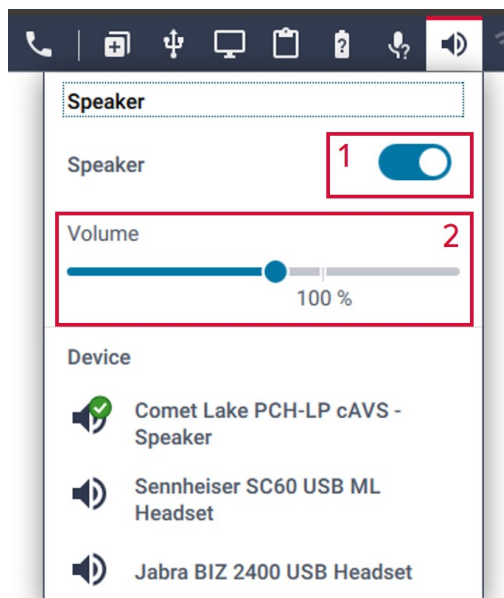 ?
?
Speaker
Speaker
1
Volume
2
100 %
Device
Comet Lake PCH-LP cAVS -
Speaker
Sennheiser SC60 USB ML
Headset
Jabra BIZ 2400 USB Headset